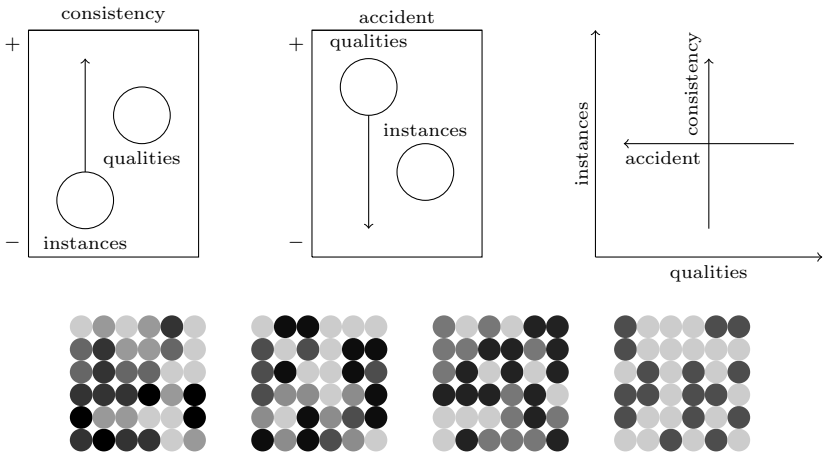 consistency
+
qualities
instances
−
accident
+
qualities
instances
−
instances
consistency
accident
qualities